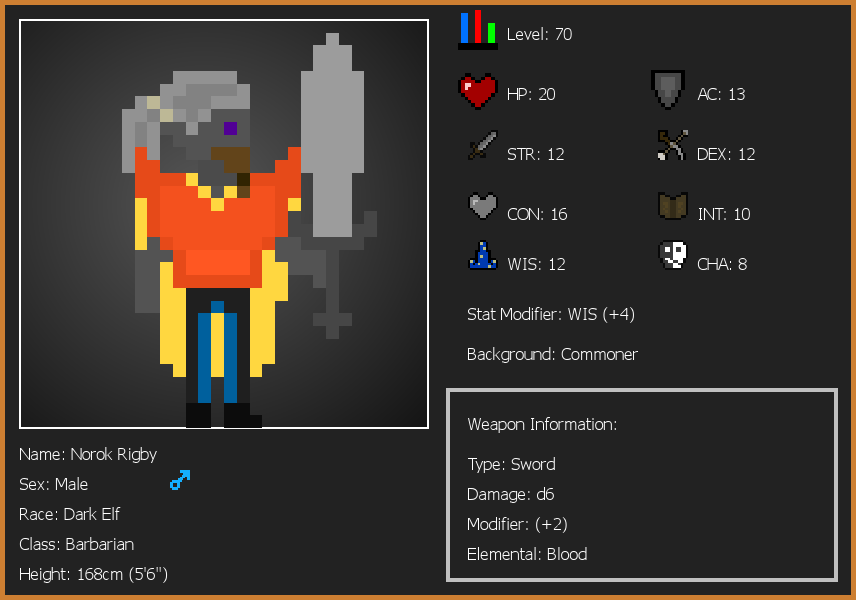 Level: 70
HP: 20
AC: 13
STR: 12
DEX: 12
CON: 16
INT: 10
WIS: 12
CHA: 8
Stat Modifier: WIS (+4)
Background: Commoner
Weapon Information:
Type: Sword
Damage: d6
Modifier: (+2)
Elemental: Blood
Name: Norok Rigby
Sex: Male
Race: Dark Elf
Class: Barbarian
Height: 168cm (5'6")